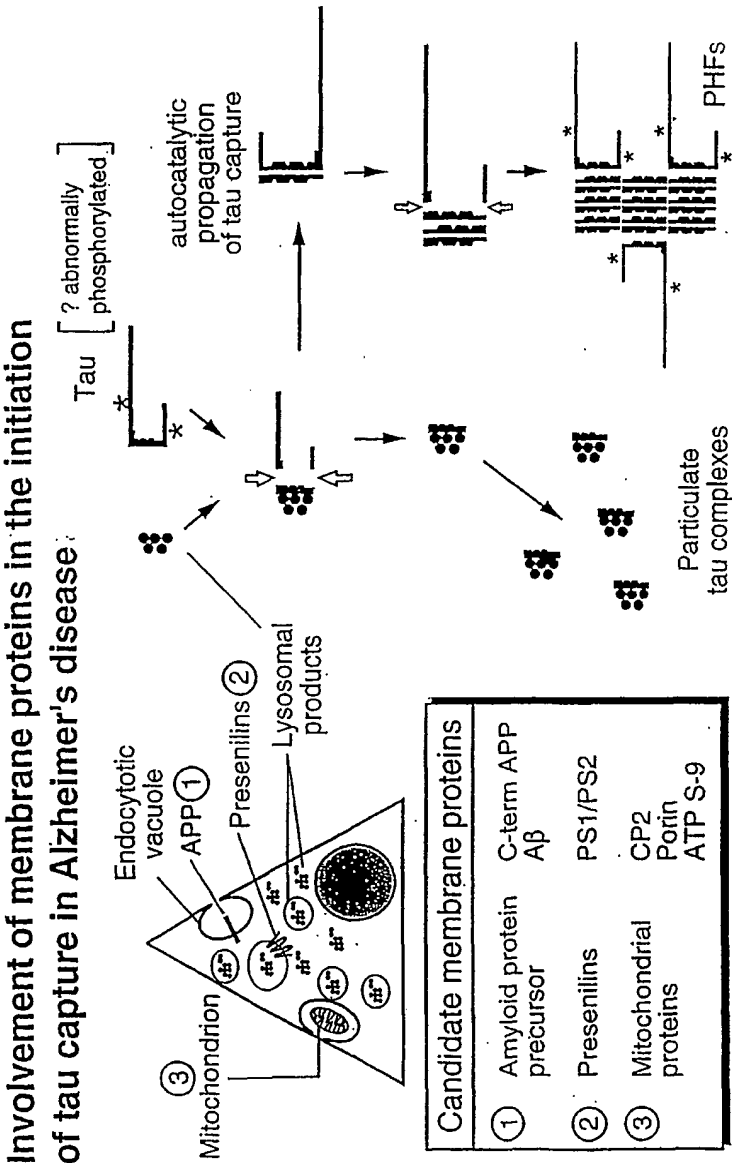 Involvement of membrane proteins in the initiation
of tau capture in Alzheimer's disease
Endocytotic
vacuole
APP ①
Presenilins ②
Lysosomal
products
③
Mitochondrion
Tau
[? abnormally
phosphorylated]
*
*
autocatalytic
propagation
of tau capture
Particulate
tau complexes
*
*
*
*
*
*
PHFs
Candidate membrane proteins
① Amyloid protein C-term APP
precursor Aβ
② Presenilins PS1/PS2
③ Mitochondrial CP2
proteins Porin
ATP S-9